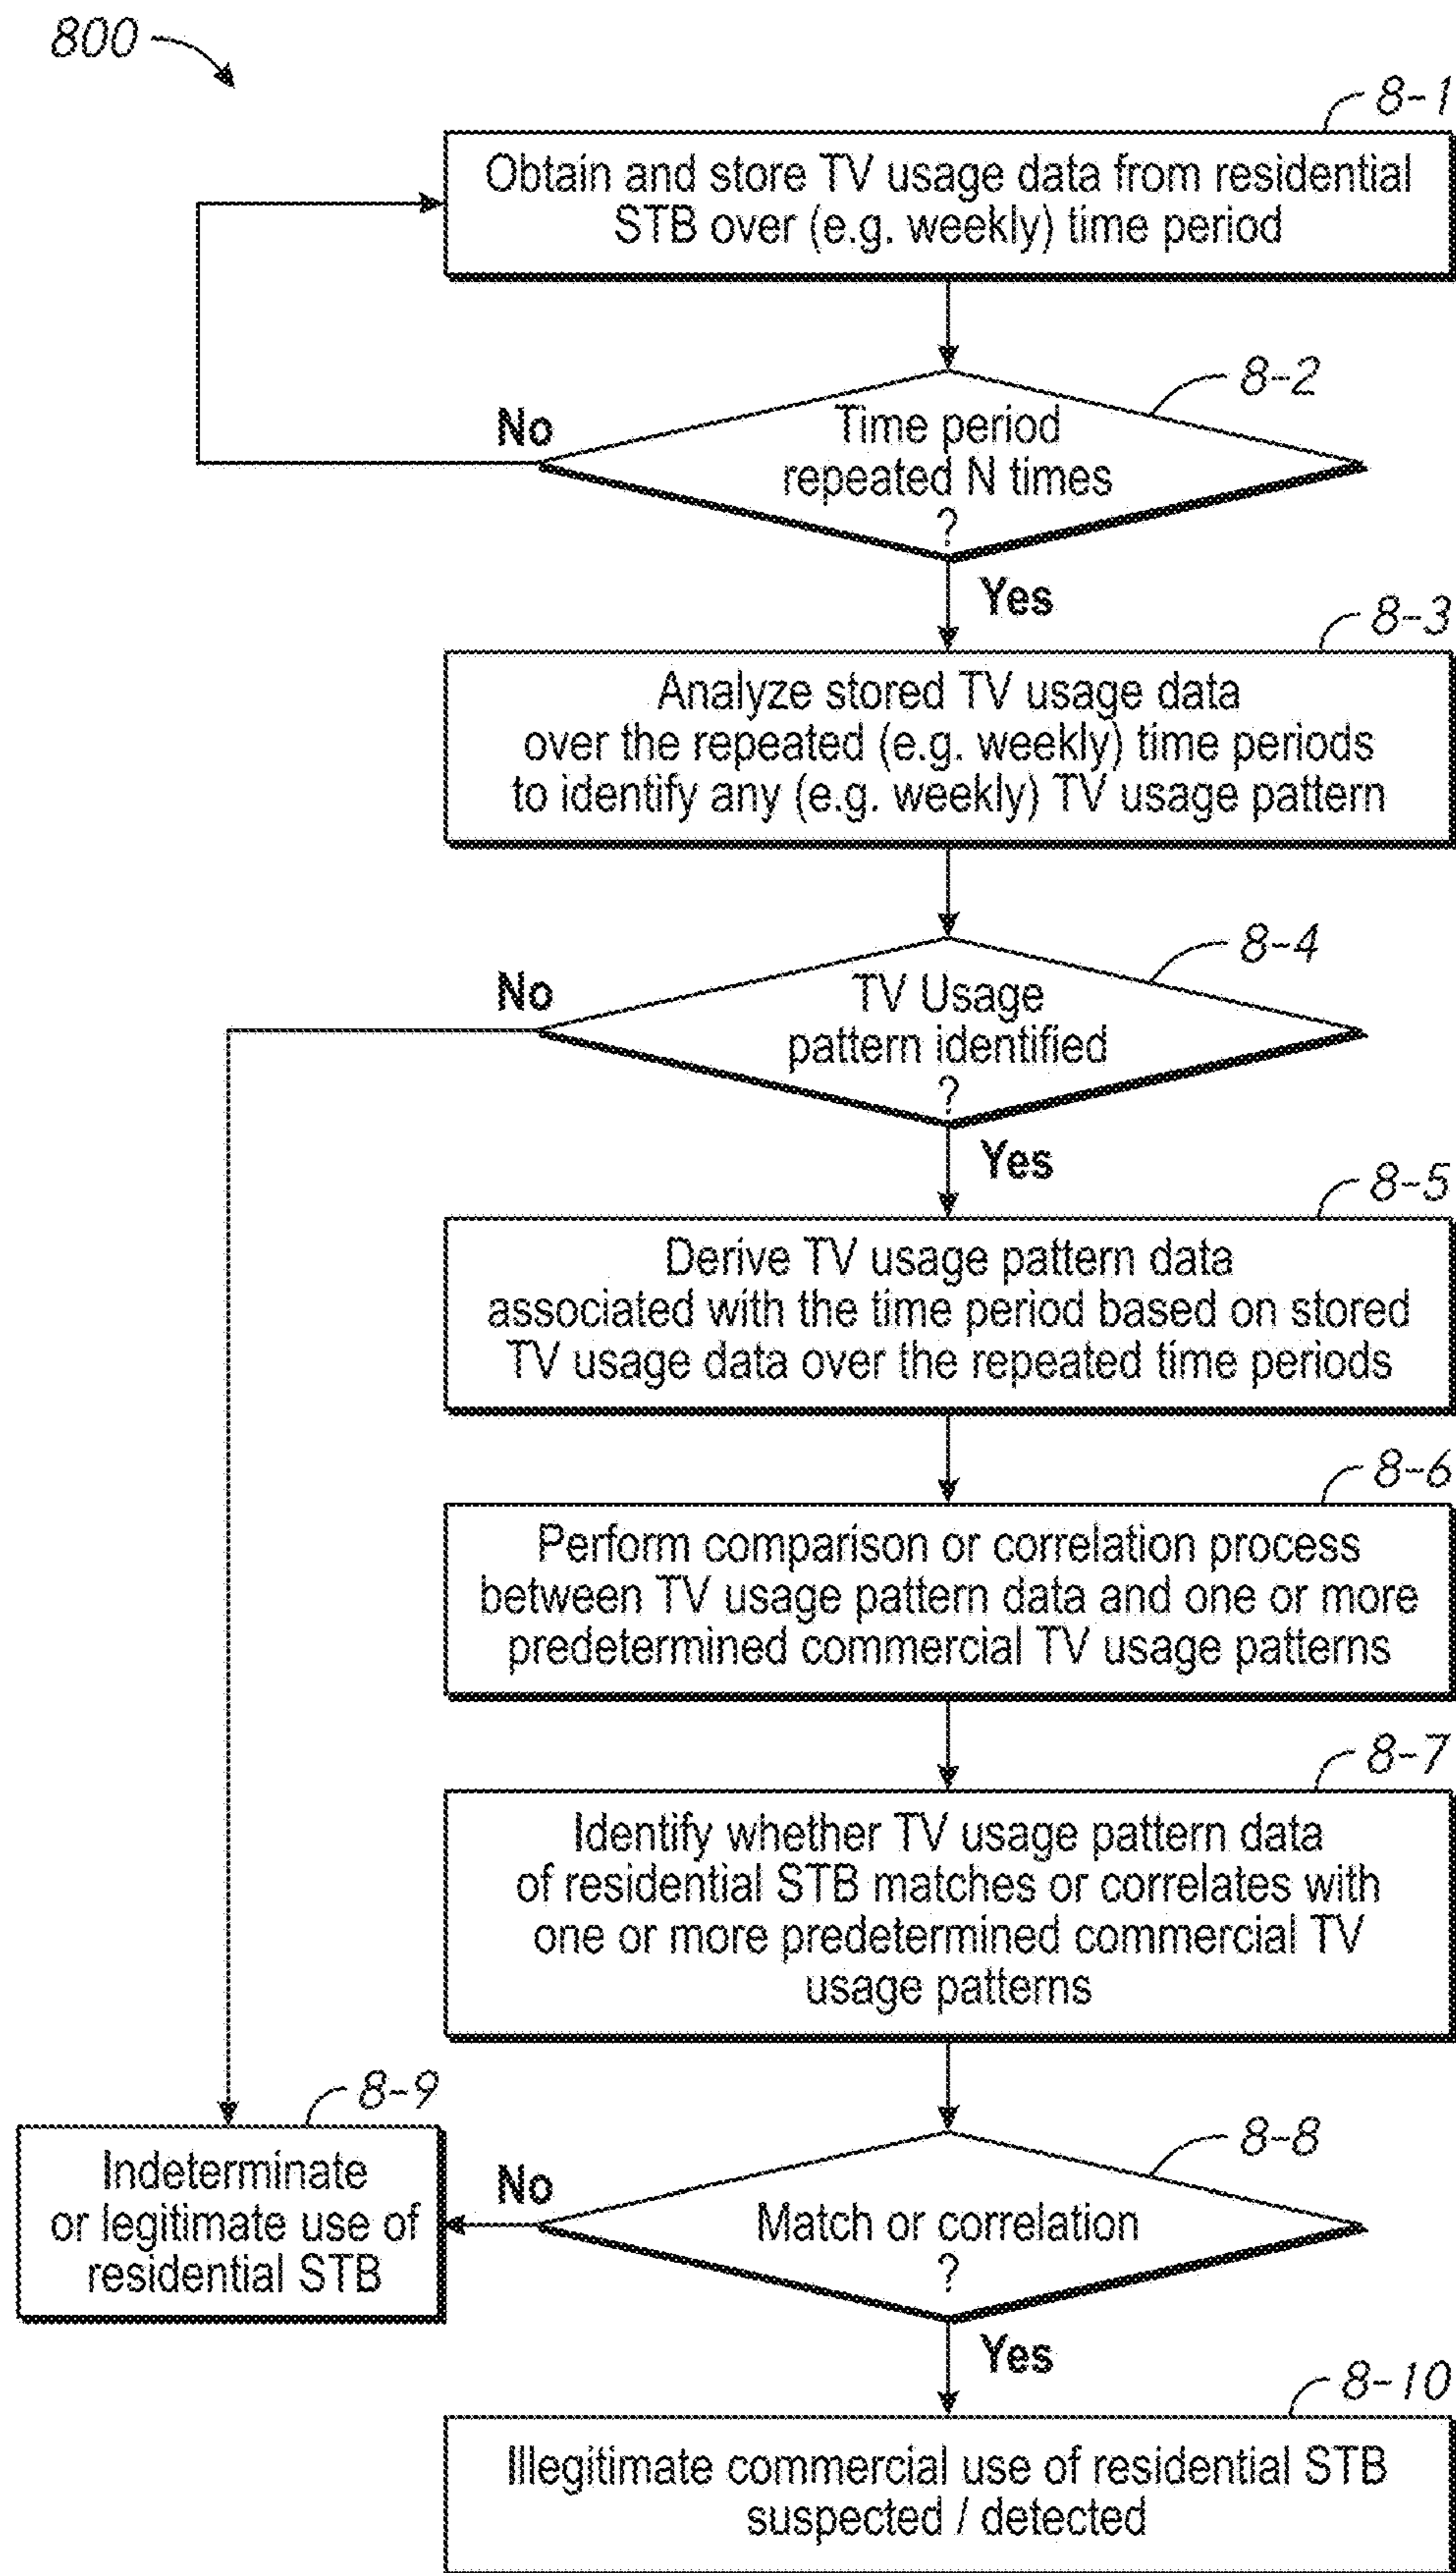 800
8-1
Obtain and store TV usage data from residential
STB over (e.g. weekly) time period
8-2
No
Time period
repeated N times
?
Yes
8-3
Analyze stored TV usage data
over the repeated (e.g. weekly) time periods
to identify any (e.g. weekly) TV usage pattern
8-4
No
TV Usage
pattern identified
?
Yes
8-5
Derive TV usage pattern data
associated with the time period based on stored
TV usage data over the repeated time periods
8-6
Perform comparison or correlation process
between TV usage pattern data and one or more
predetermined commercial TV usage patterns
8-7
Identify whether TV usage pattern data
of residential STB matches or correlates with
one or more predetermined commercial TV
usage patterns
8-9
Indeterminate
or legitimate use of
residential STB
8-8
No
Match or correlation
?
Yes
8-10
Illegitimate commercial use of residential STB
suspected / detected